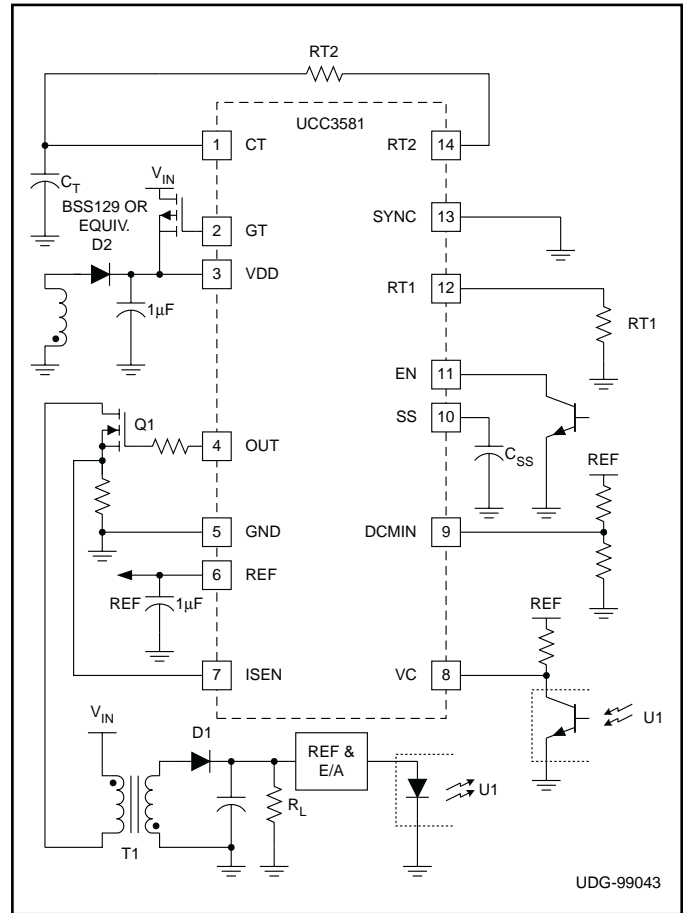 RT2
UCC3581
1 CT
RT2 14
C_T
V_IN
BSS129 OR
EQUIV.
D2
2 GT
SYNC 13
3 VDD
1µF
RT1 12
RT1
EN 11
SS 10
C_SS
Q1
4 OUT
REF
5 GND
DCMIN 9
6 REF
REF
1µF
REF
7 ISEN
VC 8
U1
V_IN
D1
REF &
E/A
R_L
U1
T1
UDG-99043